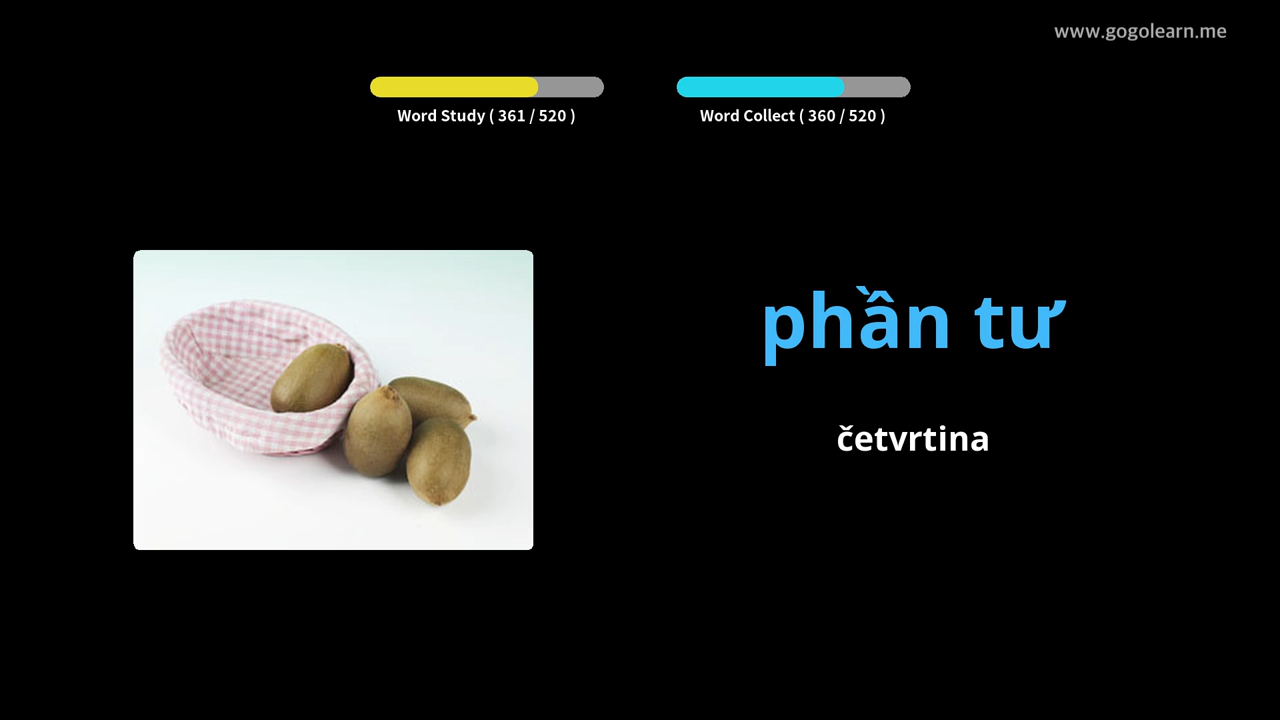 www.gogolearn.me
Word Study ( 361 / 520 )
Word Collect ( 360 / 520 )
phần tư
četvrtina